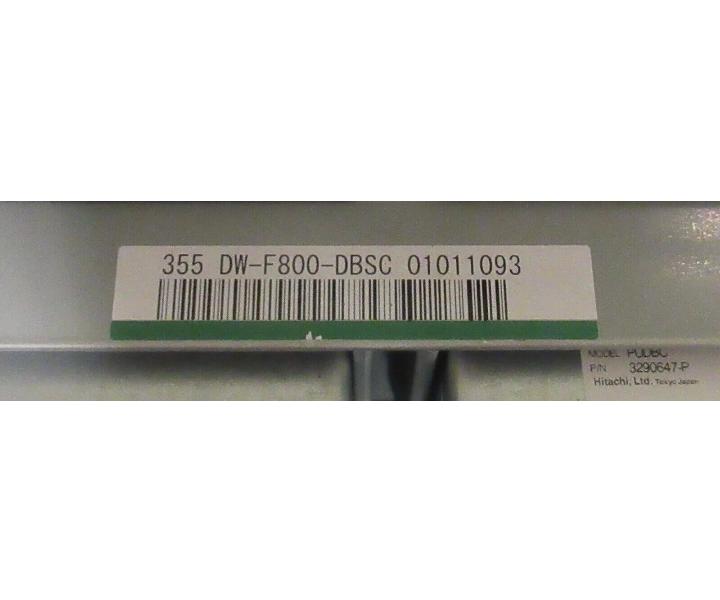 355 DW-F800-DBSC 01011093
MODEL PUDBC
P/N 3290647-P
Hitachi, Ltd. Tokyo Japan